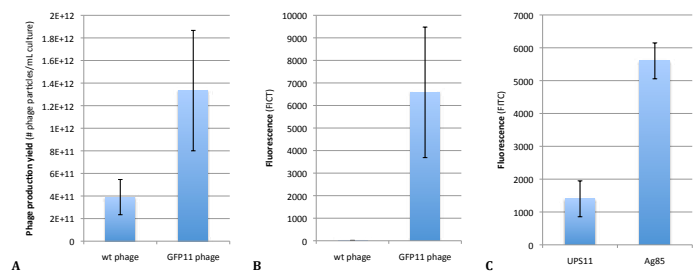 Phage production yield (# phage particles/mL culture)
2E+12
1.8E+12
1.6E+12
1.4E+12
1.2E+12
1E+12
8E+11
6E+11
4E+11
2E+11
0
wt phage
GFP11 phage
A
Fluorescence (FICT)
10000
9000
8000
7000
6000
5000
4000
3000
2000
1000
0
wt phage
GFP11 phage
B
Fluorescence (FITC)
7000
6000
5000
4000
3000
2000
1000
0
UPS11
Ag85
C